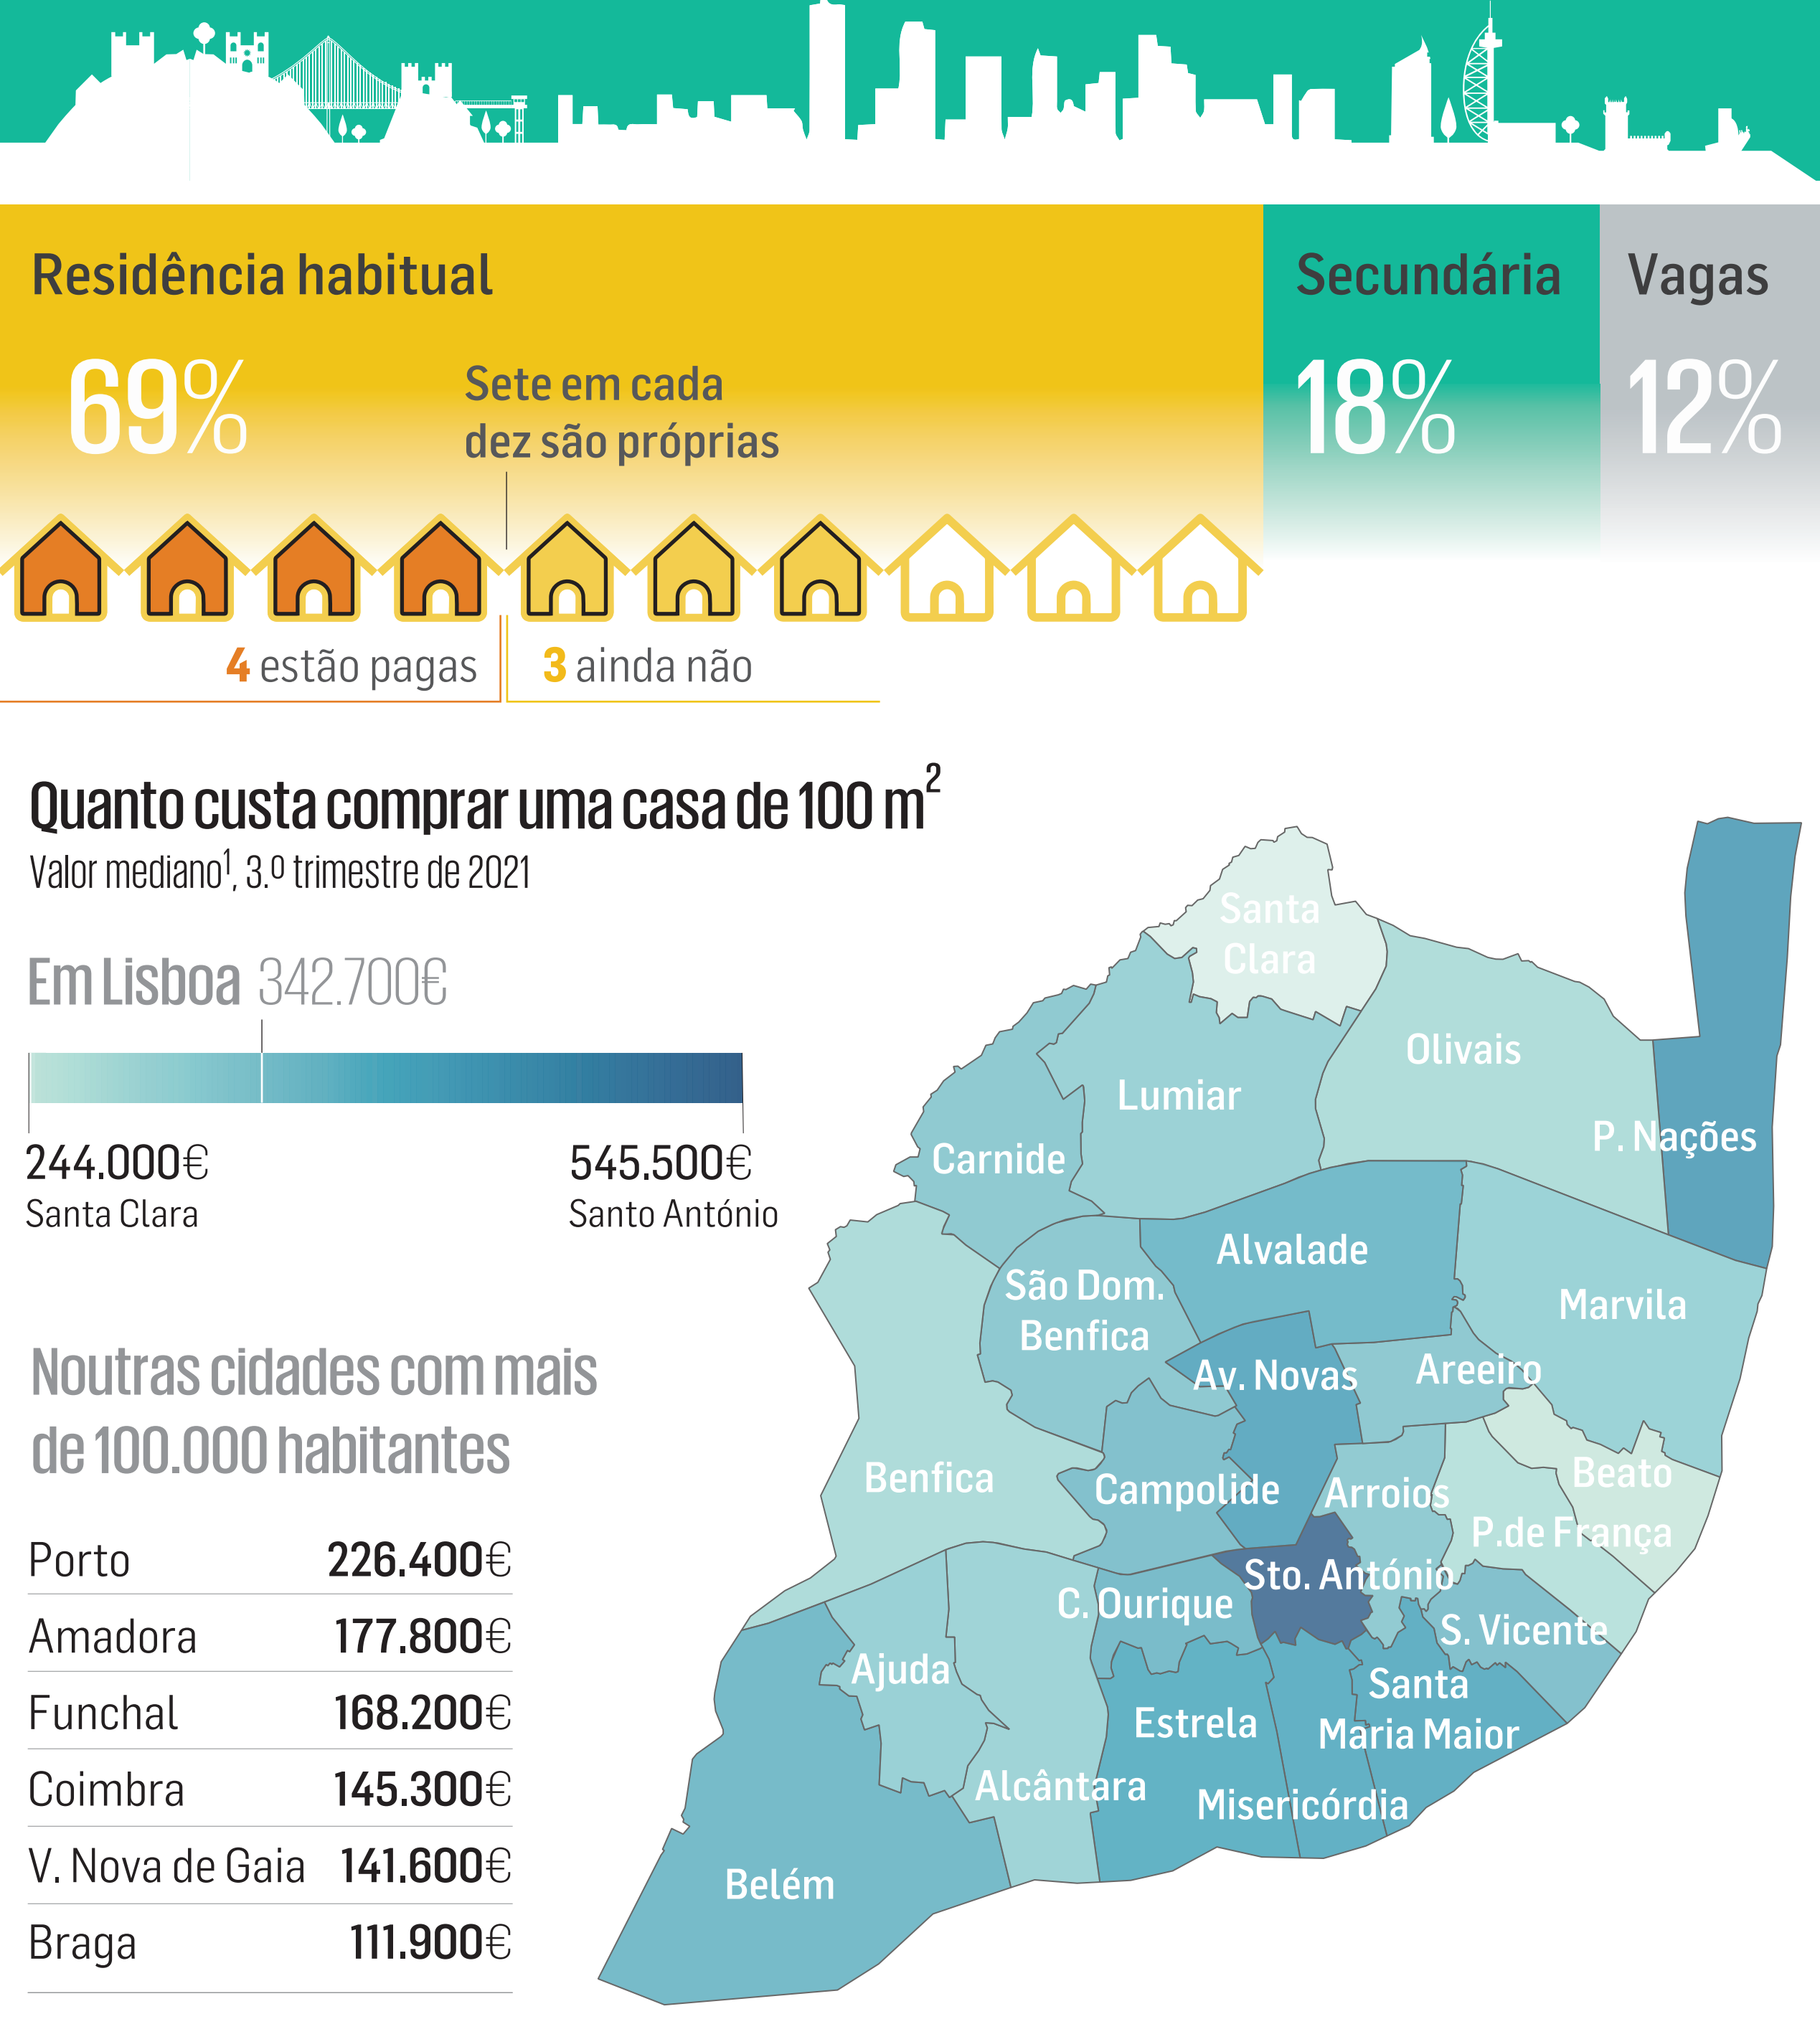 Residência habitual
69%
Sete em cada
dez são próprias
Secundária
18%
Vagas
12%
4 estão pagas
3 ainda não
Quanto custa comprar uma casa de 100 m²
Valor mediano¹, 3.º trimestre de 2021
Em Lisboa 342.700€
244.000€
Santa Clara
545.500€
Santo António
Noutras cidades com mais
de 100.000 habitantes
Porto 226.400€
Amadora 177.800€
Funchal 168.200€
Coimbra 145.300€
V. Nova de Gaia 141.600€
Braga 111.900€
Santa
Clara
Olivais
Lumiar
P. Nações
Carnide
Alvalade
São Dom.
Benfica
Marvila
Av. Novas
Areeiro
Benfica
Campolide
Arroios
Beato
P.de França
Sto. António
C. Ourique
S. Vicente
Ajuda
Santa
Maria Maior
Estrela
Alcântara
Misericórdia
Belém